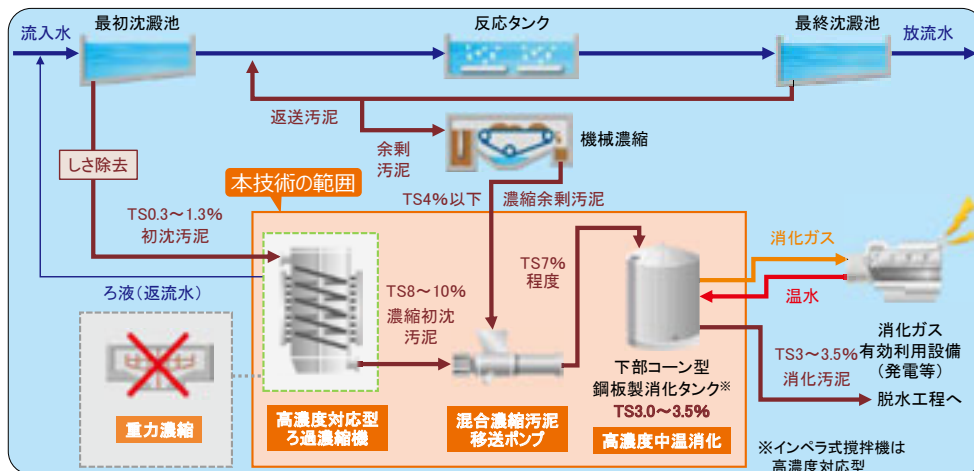 最初沈澱池
反応タンク
最終沈澱池
流入水
放流水
返送汚泥
余剰
汚泥
機械濃縮
しさ除去
本技術の範囲
TS4%以下
濃縮余剰汚泥
TS0.3～1.3%
初沈汚泥
消化ガス
TS7%
程度
ろ液(返流水)
TS8～10%
濃縮初沈
汚泥
温水
消化ガス
有効利用設備
(発電等)
TS3～3.5%
消化汚泥
下部コーン型
鋼板製消化タンク※
TS3.0～3.5%
脱水工程へ
重力濃縮
高濃度対応型
ろ過濃縮機
混合濃縮汚泥
移送ポンプ
高濃度中温消化
※インペラ式撹拌機は
高濃度対応型